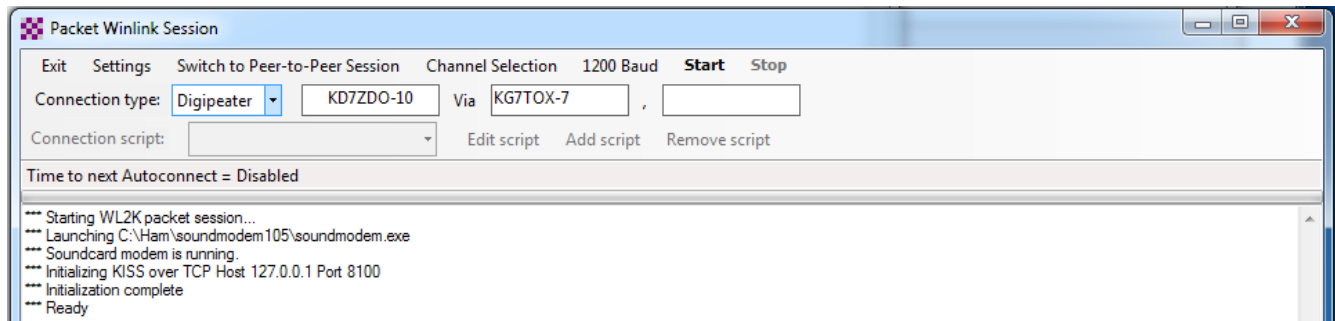 Packet Winlink Session
Exit Settings Switch to Peer-to-Peer Session Channel Selection 1200 Baud Start Stop
Connection type: Digipeater KD7ZDO-10 Via KG7TOX-7 ,
Connection script: Edit script Add script Remove script
Time to next Autoconnect = Disabled
*** Starting WL2K packet session...
*** Launching C:\Ham\soundmodem105\soundmodem.exe
*** Soundcard modem is running.
*** Initializing KISS over TCP Host 127.0.0.1 Port 8100
*** Initialization complete
*** Ready